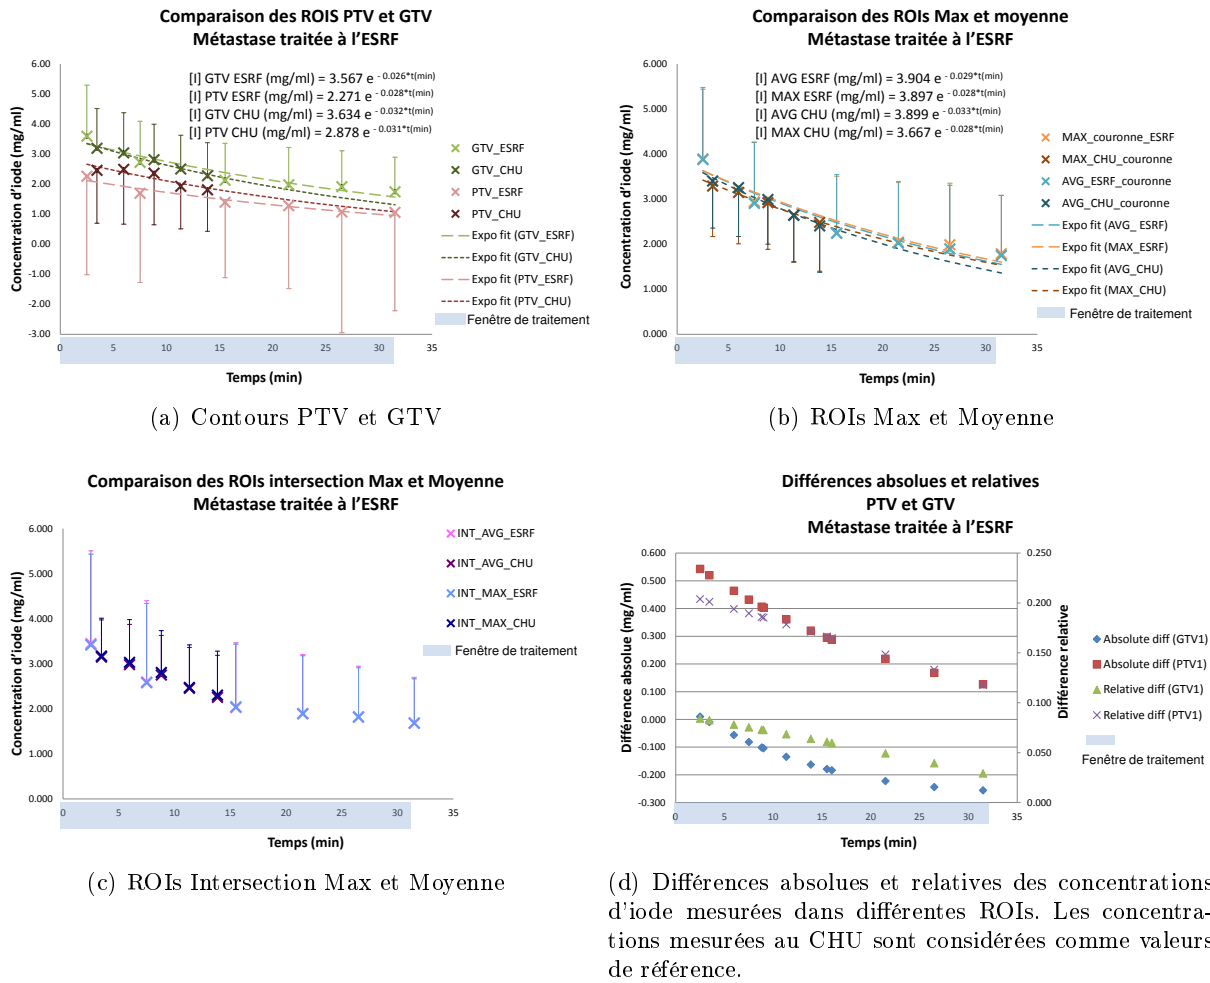 Comparaison des ROIS PTV et GTV
Métastase traitée à l'ESRF
[I] GTV ESRF (mg/ml) = 3.567 e - 0.026*t(min)
[I] PTV ESRF (mg/ml) = 2.271 e - 0.028*t(min)
[I] GTV CHU (mg/ml) = 3.634 e - 0.032*t(min)
[I] PTV CHU (mg/ml) = 2.878 e - 0.031*t(min)
Concentration d'iode (mg/ml)
6.00
5.00
4.00
3.00
2.00
1.00
0.00
-1.00
-2.00
-3.00
0 5 10 15 20 25 30 35
Temps (min)
GTV_ESRF
GTV_CHU
PTV_ESRF
PTV_CHU
Expo fit (GTV_ESRF)
Expo fit (GTV_CHU)
Expo fit (PTV_ESRF)
Expo fit (PTV_CHU)
Fenêtre de traitement
(a) Contours PTV et GTV
Comparaison des ROIs Max et moyenne
Métastase traitée à l'ESRF
[I] AVG ESRF (mg/ml) = 3.904 e - 0.029*t(min)
[I] MAX ESRF (mg/ml) = 3.897 e - 0.028*t(min)
[I] AVG CHU (mg/ml) = 3.899 e - 0.033*t(min)
[I] MAX CHU (mg/ml) = 3.667 e - 0.028*t(min)
Concentration d'iode (mg/ml)
6.000
5.000
4.000
3.000
2.000
1.000
0.000
0 5 10 15 20 25 30 35
Temps (min)
MAX_couronne_ESRF
MAX_CHU_couronne
AVG_ESRF_couronne
AVG_CHU_couronne
Expo fit (AVG_ ESRF)
Expo fit (MAX_ESRF)
Expo fit (AVG_CHU)
Expo fit (MAX_CHU)
Fenêtre de traitement
(b) ROIs Max et Moyenne
Comparaison des ROIs intersection Max et Moyenne
Métastase traitée à l'ESRF
Concentration d'iode (mg/ml)
6.000
5.000
4.000
3.000
2.000
1.000
0.000
0 5 10 15 20 25 30 35
Temps (min)
INT_AVG_ESRF
INT_AVG_CHU
INT_MAX_ESRF
INT_MAX_CHU
Fenêtre de traitement
(c) ROIs Intersection Max et Moyenne
Différences absolues et relatives
PTV et GTV
Métastase traitée à l'ESRF
Différence absolue (mg/ml)
0.600
0.500
0.400
0.300
0.200
0.100
0.000
-0.100
-0.200
-0.300
0 5 10 15 20 25 30 35
Temps (min)
0.250
0.200
0.150
0.100
0.050
0.000
Différence relative
Absolute diff (GTV1)
Absolute diff (PTV1)
Relative diff (GTV1)
Relative diff (PTV1)
Fenêtre de traitement
(d) Différences absolues et relatives des concentrations
d'iode mesurées dans différentes ROIs. Les concentra-
tions mesurées au CHU sont considérées comme valeurs
de référence.